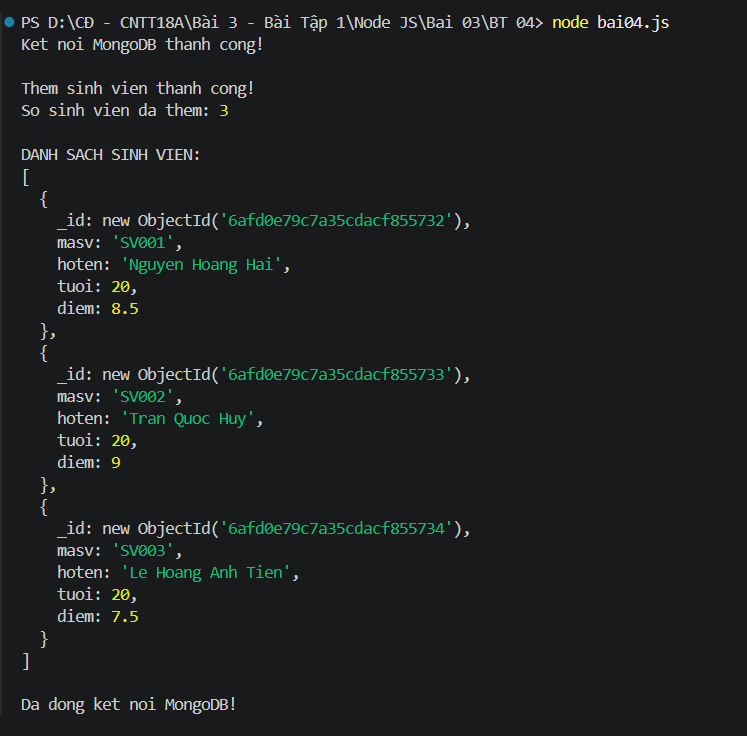 PS D:\CĐ - CNTT18A\Bài 3 - Bài Tập 1\Node JS\Bai 03\BT 04> node bai04.js
Ket noi MongoDB thanh cong!
Them sinh vien thanh cong!
So sinh vien da them: 3
DANH SACH SINH VIEN:
[
  {
    _id: new ObjectId('6afd0e79c7a35cdacf855732'),
    masv: 'SV001',
    hoten: 'Nguyen Hoang Hai',
    tuoi: 20,
    diem: 8.5
  },
  {
    _id: new ObjectId('6afd0e79c7a35cdacf855733'),
    masv: 'SV002',
    hoten: 'Tran Quoc Huy',
    tuoi: 20,
    diem: 9
  },
  {
    _id: new ObjectId('6afd0e79c7a35cdacf855734'),
    masv: 'SV003',
    hoten: 'Le Hoang Anh Tien',
    tuoi: 20,
    diem: 7.5
  }
]
Da dong ket noi MongoDB!